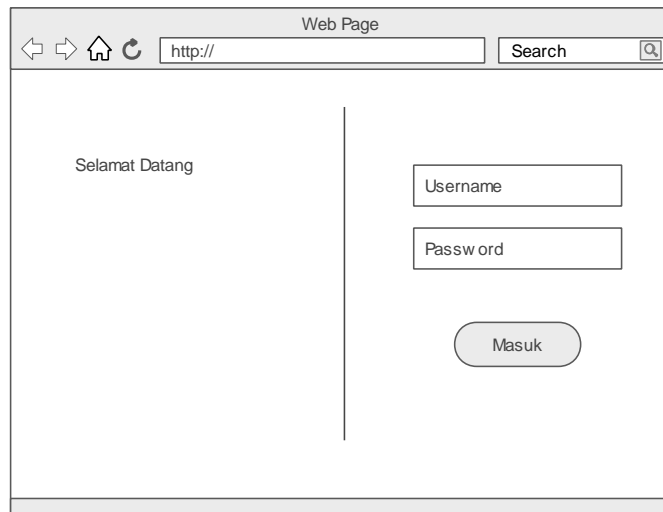 Web Page
http://
Search
Selamat Datang
Username
Password
Masuk